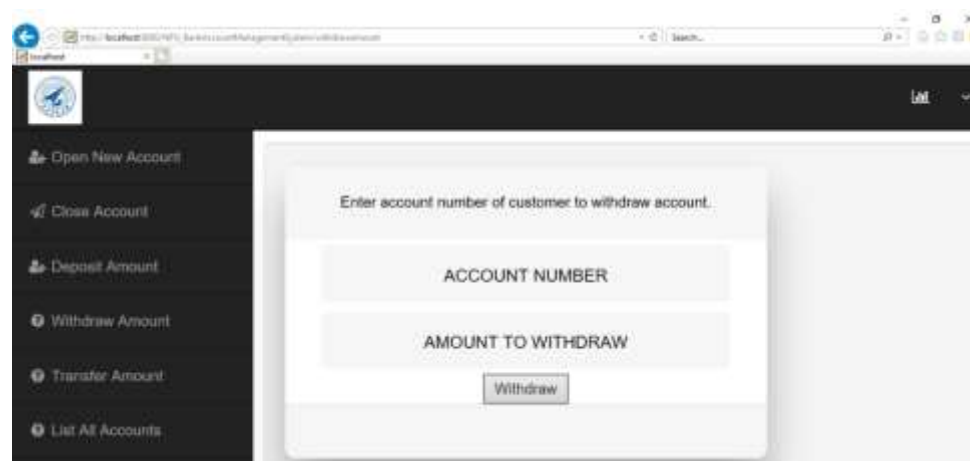 Search...
localhost
Open New Account
Close Account
Deposit Amount
Withdraw Amount
Transfer Amount
List All Accounts
Enter account number of customer to withdraw account.
ACCOUNT NUMBER
AMOUNT TO WITHDRAW
Withdraw